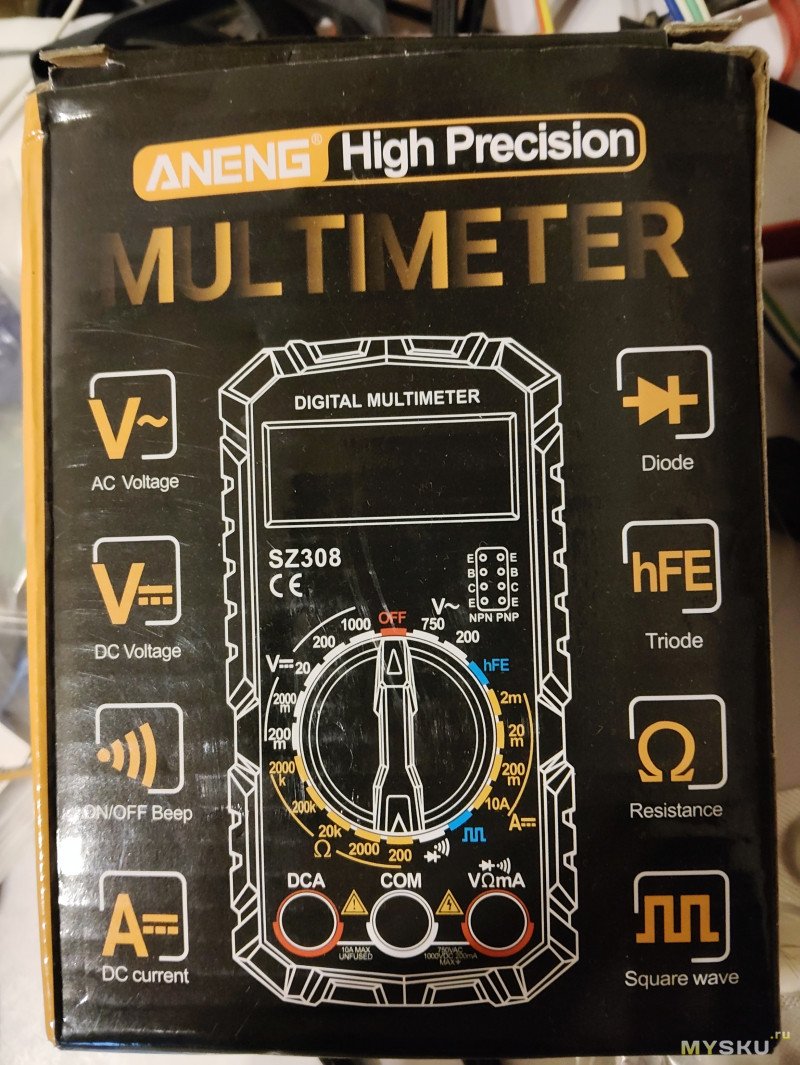 ANENG® High Precision
MULTIMETER
V~
AC Voltage
V
DC Voltage
ON/OFF Beep
A
DC current
DIGITAL MULTIMETER
SZ308
CE
E E
B B
C C
E E
NPN PNP
OFF
V~
750
200
hFE
2m
20m
200m
10A
A
200
2000
20k
200k
2000k
Ω
200m
2000m
20
200
1000
V
DCA
COM
VΩmA
10A MAX
UNFUSED
750VAC
1000VDC 200mA
MAX
Diode
hFE
Triode
Ω
Resistance
Square wave
MYSKU.ru